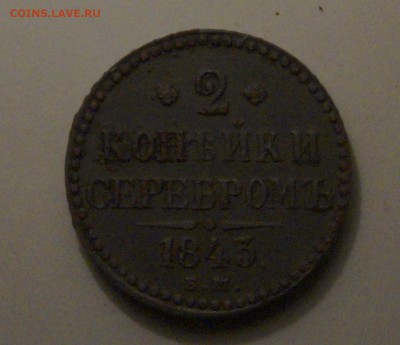 COINS.LAVE.RU
2
КОПѢЙКИ
СЕРЕБРОМЪ
1843